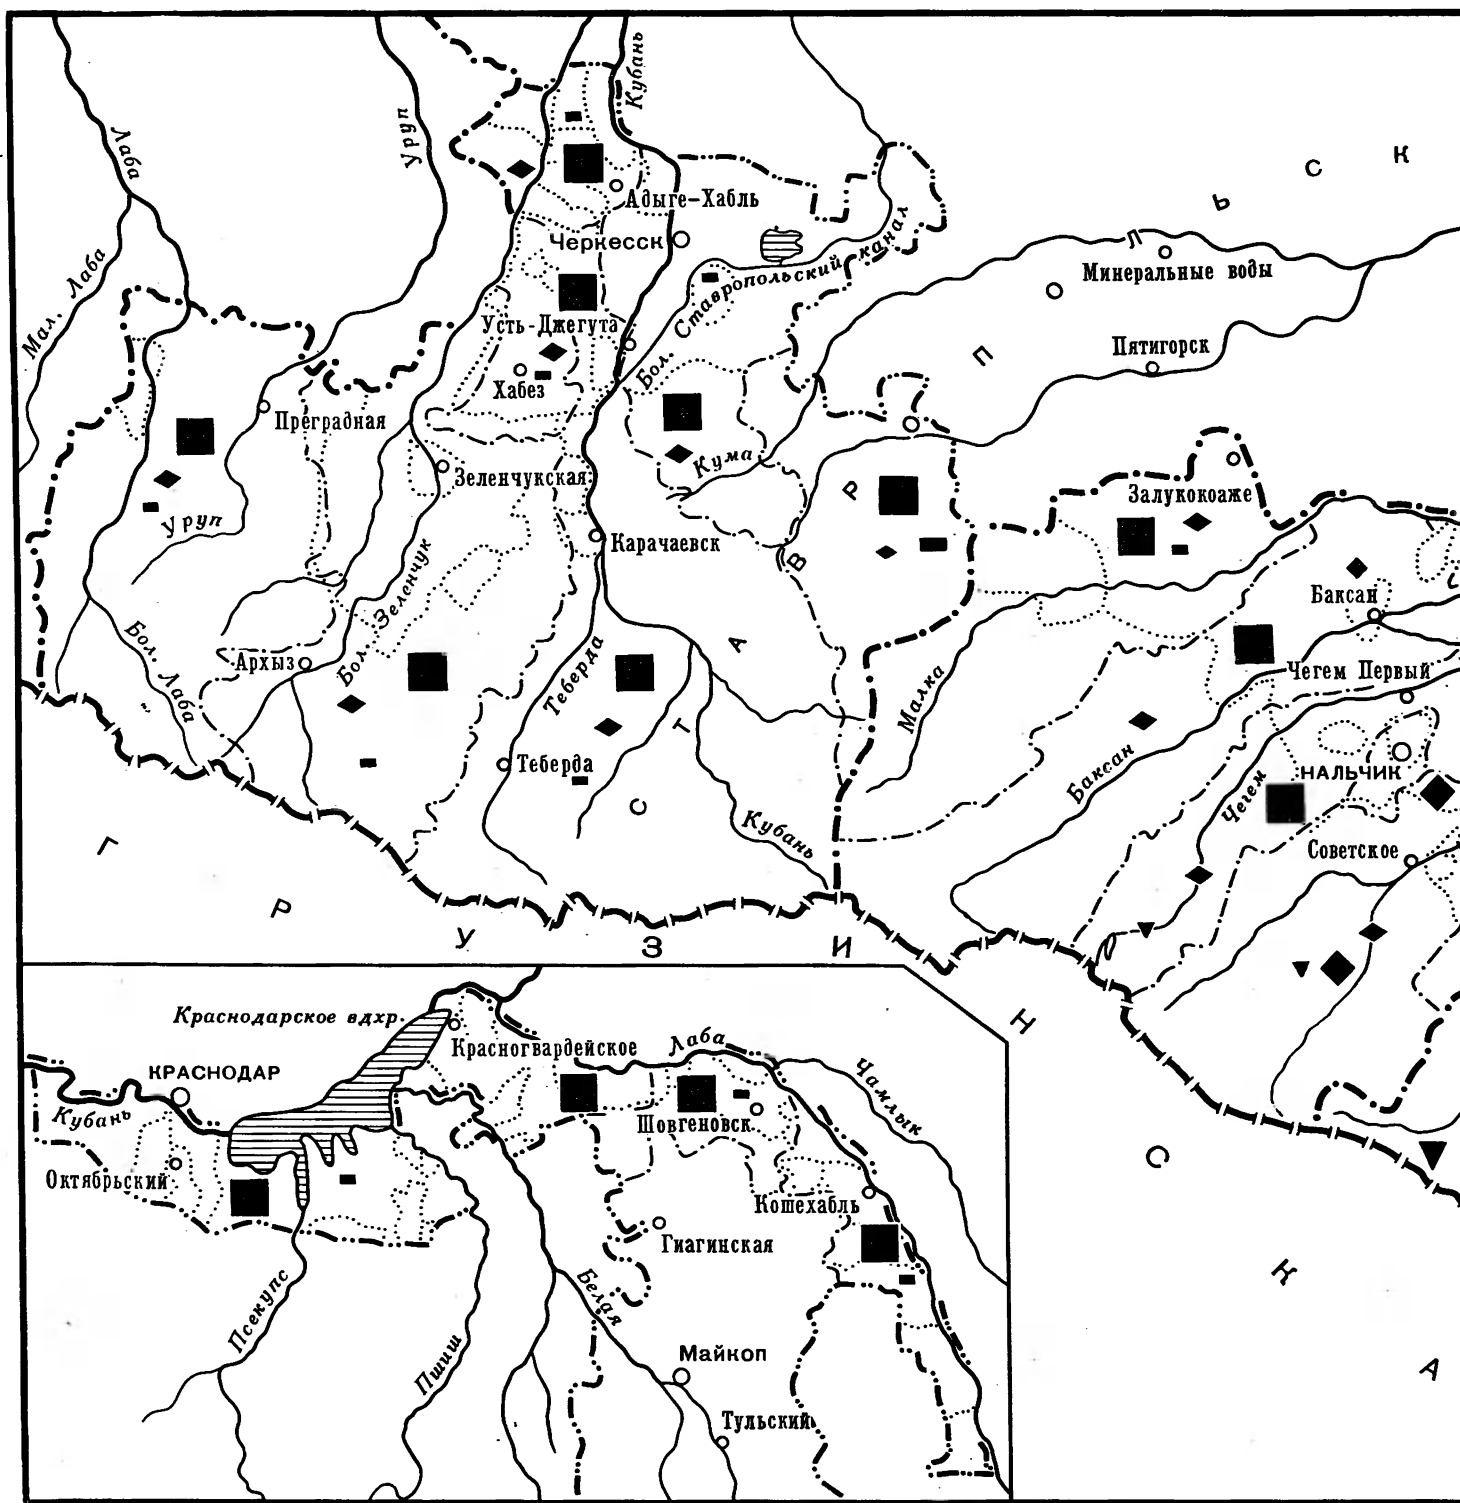 Кубань
Лаба
Уруп
Адыге-Хабль
Черкесск
Мал. Лаба
Бол. Ставропольский канал
Минеральные воды
Усть-Джегута
Пятигорск
Хабез
Преградная
Кума
Зеленчукская
Залукокоаже
Уруп
Карачаевск
Баксан
Бол. Зеленчук
Бол. Лаба
Архыз
Теберда
Малка
Чегем Первый
Теберда
Баксан
Чегем
НАЛЬЧИК
Кубань
Советское
С Т А В Р О П О Л Ь С К
Г Р У З И Н С К А
Краснодарское вдхр.
Красногвардейское
Лаба
КРАСНОДАР
Кубань
Чамлык
Шовгеновск.
Октябрьский
Кошехабль
Гиагинская
Псекупс
Пшиш
Белая
Майкоп
Тульский